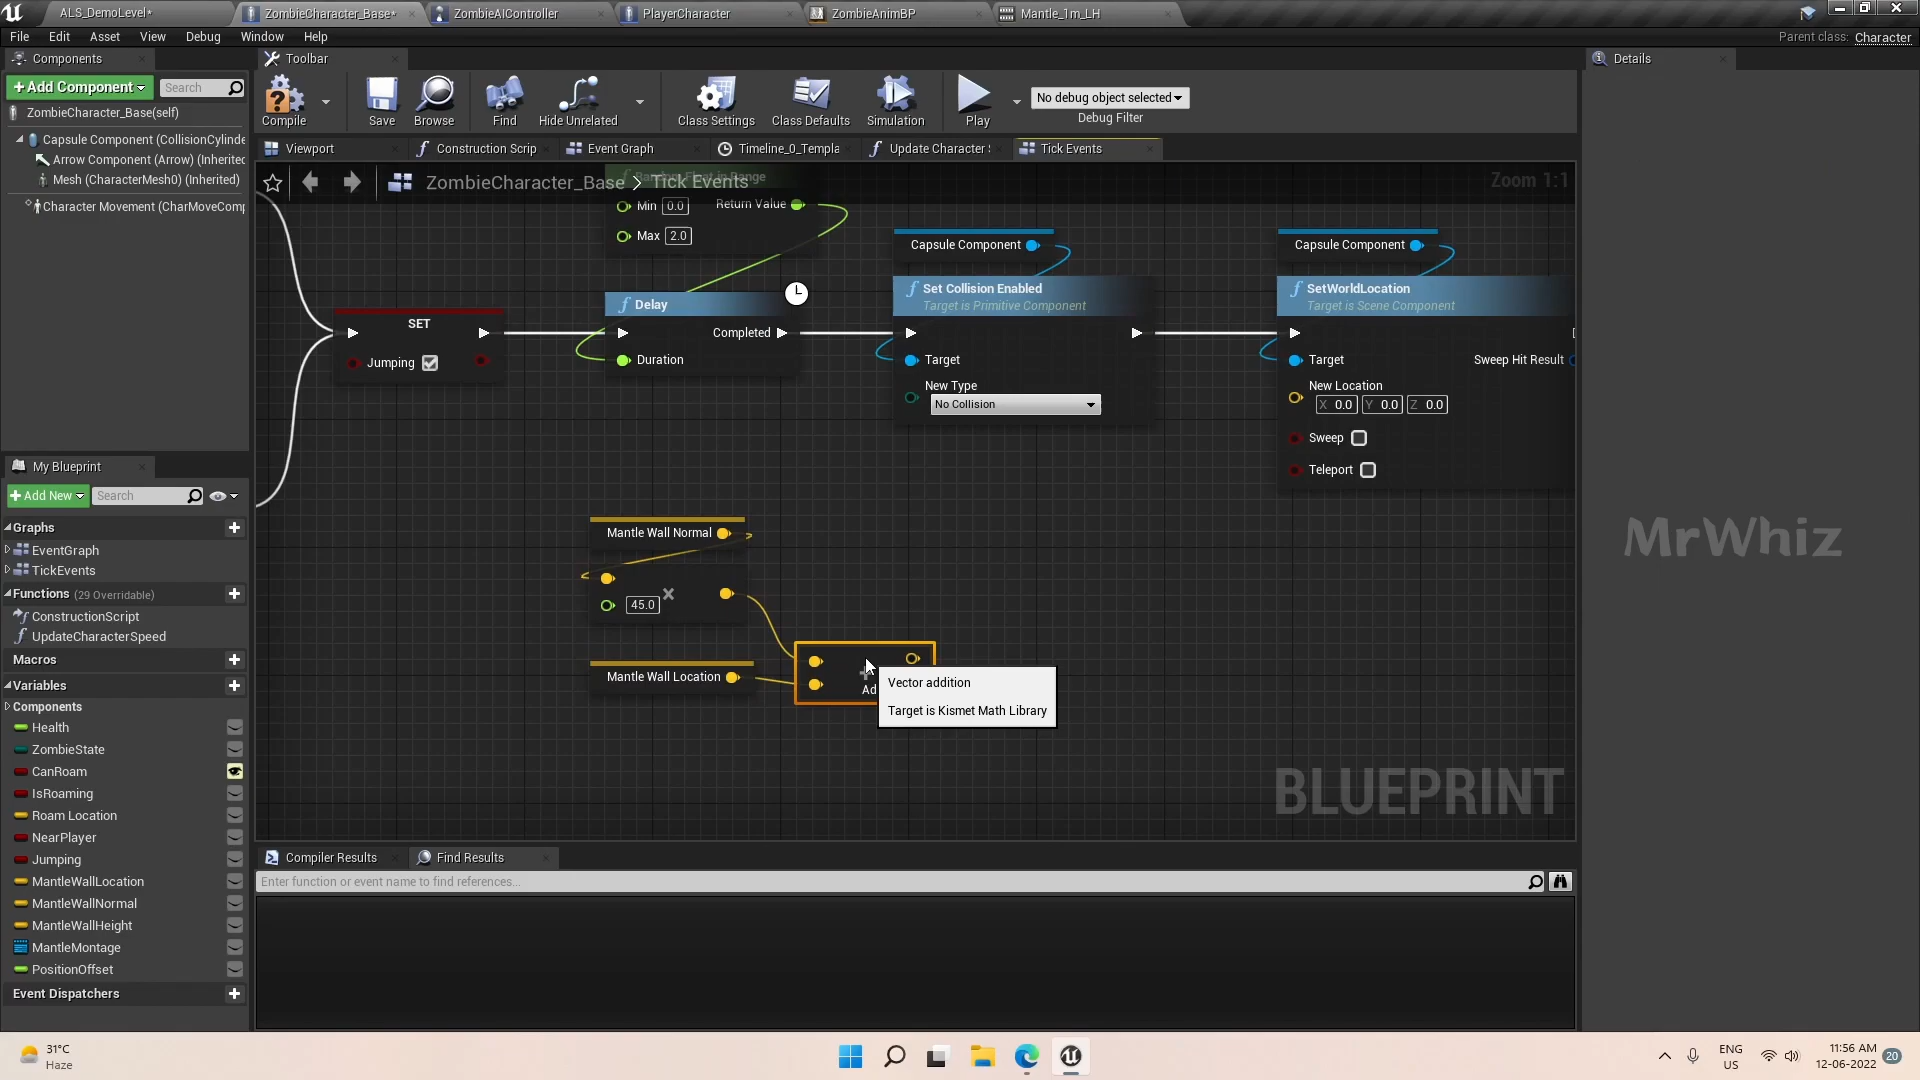 ALS_DemoLevel*
ZombieCharacter_Base*
ZombieAIController
PlayerCharacter
ZombieAnimBP
Mantle_1m_LH
File Edit Asset View Debug Window Help
Parent class: Character
Components
Toolbar
Details
+Add Component
Search
ZombieCharacter_Base(self)
Capsule Component (CollisionCylinde
Arrow Component (Arrow) (Inherited
Mesh (CharacterMesh0) (Inherited)
Character Movement (CharMoveComp
Compile
Save
Browse
Find
Hide Unrelated
Class Settings
Class Defaults
Simulation
Play
No debug object selected
Debug Filter
Viewport
Construction Scrip
Event Graph
Timeline_0_Templa
Update Character S
Tick Events
ZombieCharacter_Base > Tick Events
Zoom 1:1
Random Float in Range
Min 0.0 Return Value
Max 2.0
SET
Jumping
Delay
Completed
Duration
Capsule Component
Set Collision Enabled
Target is Primitive Component
Target
New Type
No Collision
Capsule Component
SetWorldLocation
Target is Scene Component
Target
Sweep Hit Result
New Location
X 0.0 Y 0.0 Z 0.0
Sweep
Teleport
Mantle Wall Normal
45.0
Mantle Wall Location
Ad
Vector addition
Target is Kismet Math Library
BLUEPRINT
MrWhiz
My Blueprint
+Add New
Search
Graphs
EventGraph
TickEvents
Functions (29 Overridable)
ConstructionScript
UpdateCharacterSpeed
Macros
Variables
Components
Health
ZombieState
CanRoam
IsRoaming
Roam Location
NearPlayer
Jumping
MantleWallLocation
MantleWallNormal
MantleWallHeight
MantleMontage
PositionOffset
Event Dispatchers
Compiler Results
Find Results
Enter function or event name to find references...
31°C
Haze
ENG
US
11:56 AM
12-06-2022
20